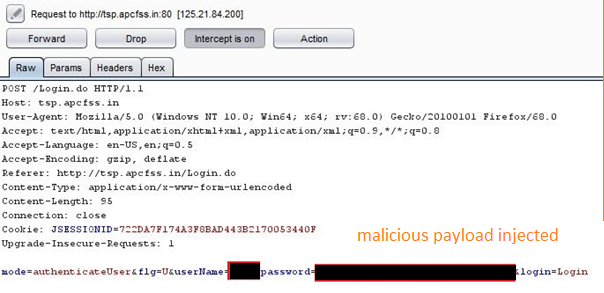 Request to http://tsp.apcfss.in:80 [125.21.84.200]
Forward Drop Intercept is on Action
Raw Params Headers Hex
POST /Login.do HTTP/1.1
Host: tsp.apcfss.in
User-Agent: Mozilla/5.0 (Windows NT 10.0; Win64; x64; rv:68.0) Gecko/20100101 Firefox/68.0
Accept: text/html,application/xhtml+xml,application/xml;q=0.9,*/*;q=0.8
Accept-Language: en-US,en;q=0.5
Accept-Encoding: gzip, deflate
Referer: http://tsp.apcfss.in/Login.do
Content-Type: application/x-www-form-urlencoded
Content-Length: 95
Connection: close
Cookie: JSESSIONID=722DA7F174A3F8BAD443B2170053440F
Upgrade-Insecure-Requests: 1
malicious payload injected
mode=authenticateUser&flg=U&userName= password= &login=Login